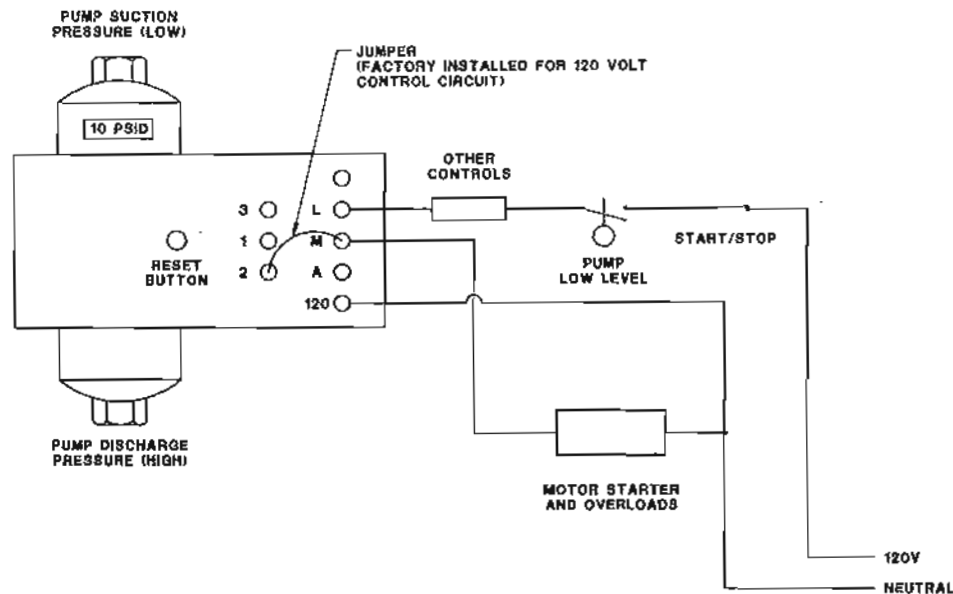 PUMP SUCTION
PRESSURE (LOW)
JUMPER
(FACTORY INSTALLED FOR 120 VOLT
CONTROL CIRCUIT)
10 PSID
OTHER
CONTROLS
3
L
1
M
START/STOP
RESET
BUTTON
2
A
PUMP
LOW LEVEL
120
PUMP DISCHARGE
PRESSURE (HIGH)
MOTOR STARTER
AND OVERLOADS
120V
NEUTRAL